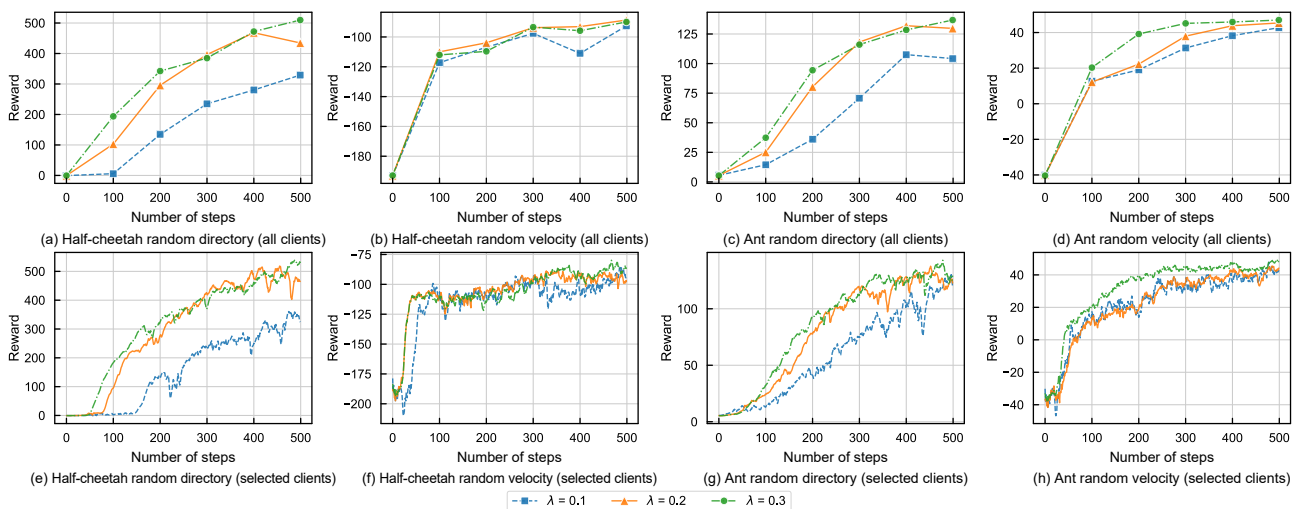 500
400
300
200
100
0
Reward
0 100 200 300 400 500
Number of steps
(a) Half-cheetah random directory (all clients)
−100
−120
−140
−160
−180
Reward
0 100 200 300 400 500
Number of steps
(b) Half-cheetah random velocity (all clients)
125
100
75
50
25
0
Reward
0 100 200 300 400 500
Number of steps
(c) Ant random directory (all clients)
40
20
0
−20
−40
Reward
0 100 200 300 400 500
Number of steps
(d) Ant random velocity (all clients)
500
400
300
200
100
0
Reward
0 100 200 300 400 500
Number of steps
(e) Half-cheetah random directory (selected clients)
−75
−100
−125
−150
−175
−200
Reward
0 100 200 300 400 500
Number of steps
(f) Half-cheetah random velocity (selected clients)
100
50
0
Reward
0 100 200 300 400 500
Number of steps
(g) Ant random directory (selected clients)
40
20
0
−20
−40
Reward
0 100 200 300 400 500
Number of steps
(h) Ant random velocity (selected clients)
λ = 0.1 λ = 0.2 λ = 0.3